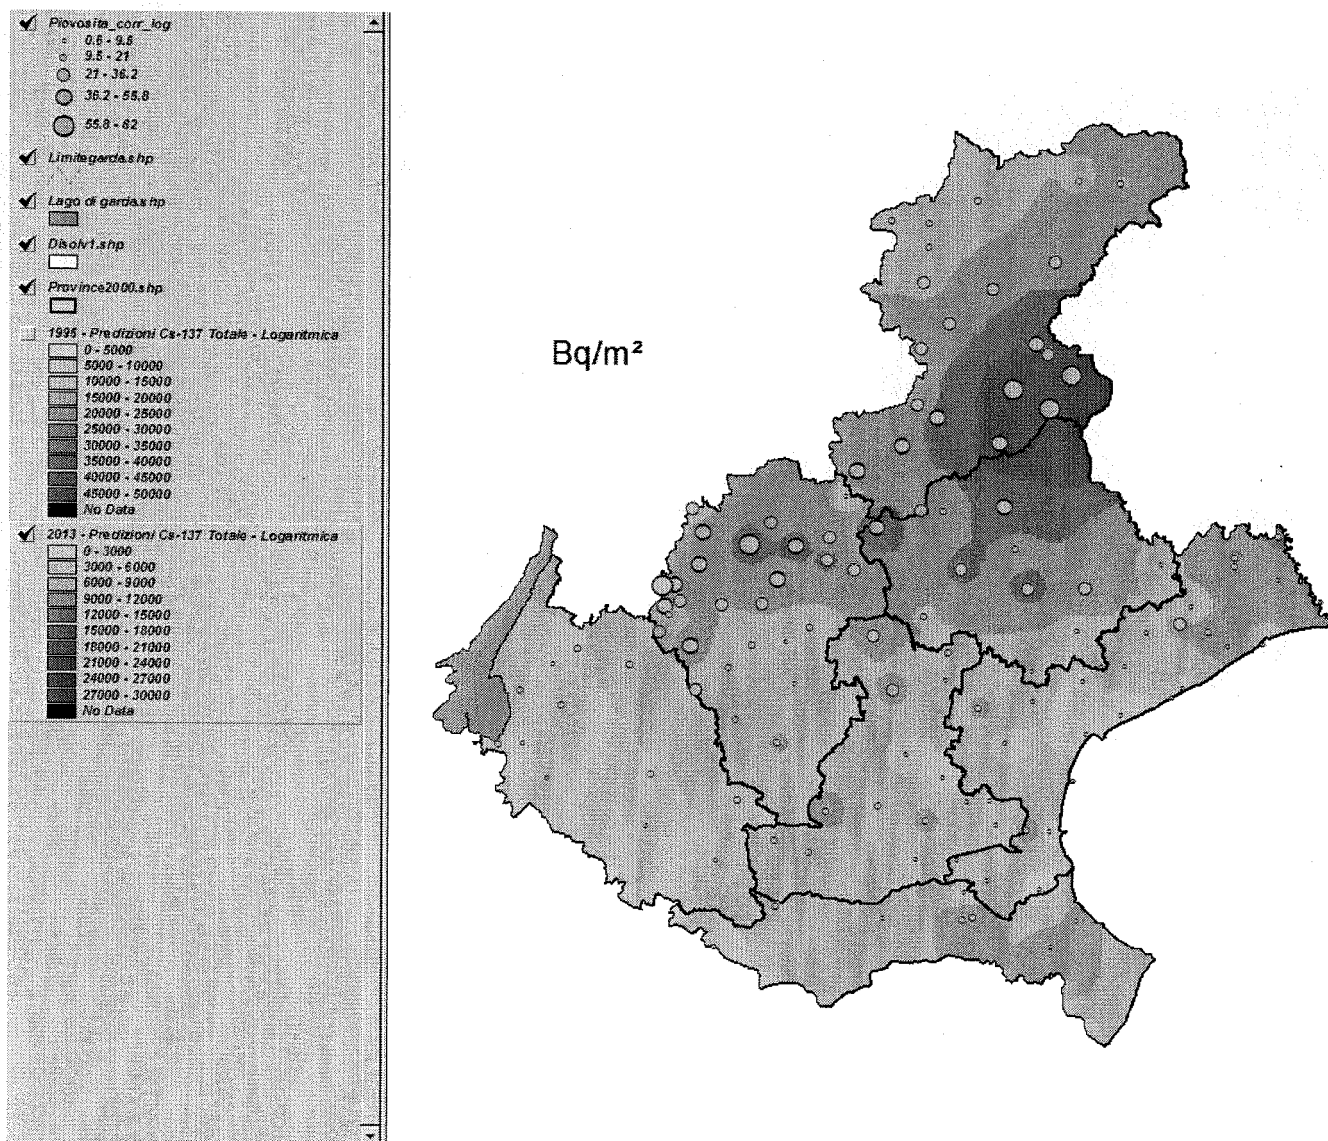 Piovosita_corr_log
0.6 - 9.5
9.5 - 21
21 - 36.2
36.2 - 55.8
55.8 - 82
Limitegarda.shp
Lago di garda.shp
Disolv1.shp
Province2000.shp
1995 - Predizioni Cs-137 Totale - Logaritmica
0 - 5000
5000 - 10000
10000 - 15000
15000 - 20000
20000 - 25000
25000 - 30000
30000 - 35000
35000 - 40000
40000 - 45000
45000 - 50000
No Data
2013 - Predizioni Cs-137 Totale - Logaritmica
0 - 3000
3000 - 6000
6000 - 9000
9000 - 12000
12000 - 15000
15000 - 18000
18000 - 21000
21000 - 24000
24000 - 27000
27000 - 30000
No Data
Bq/m²